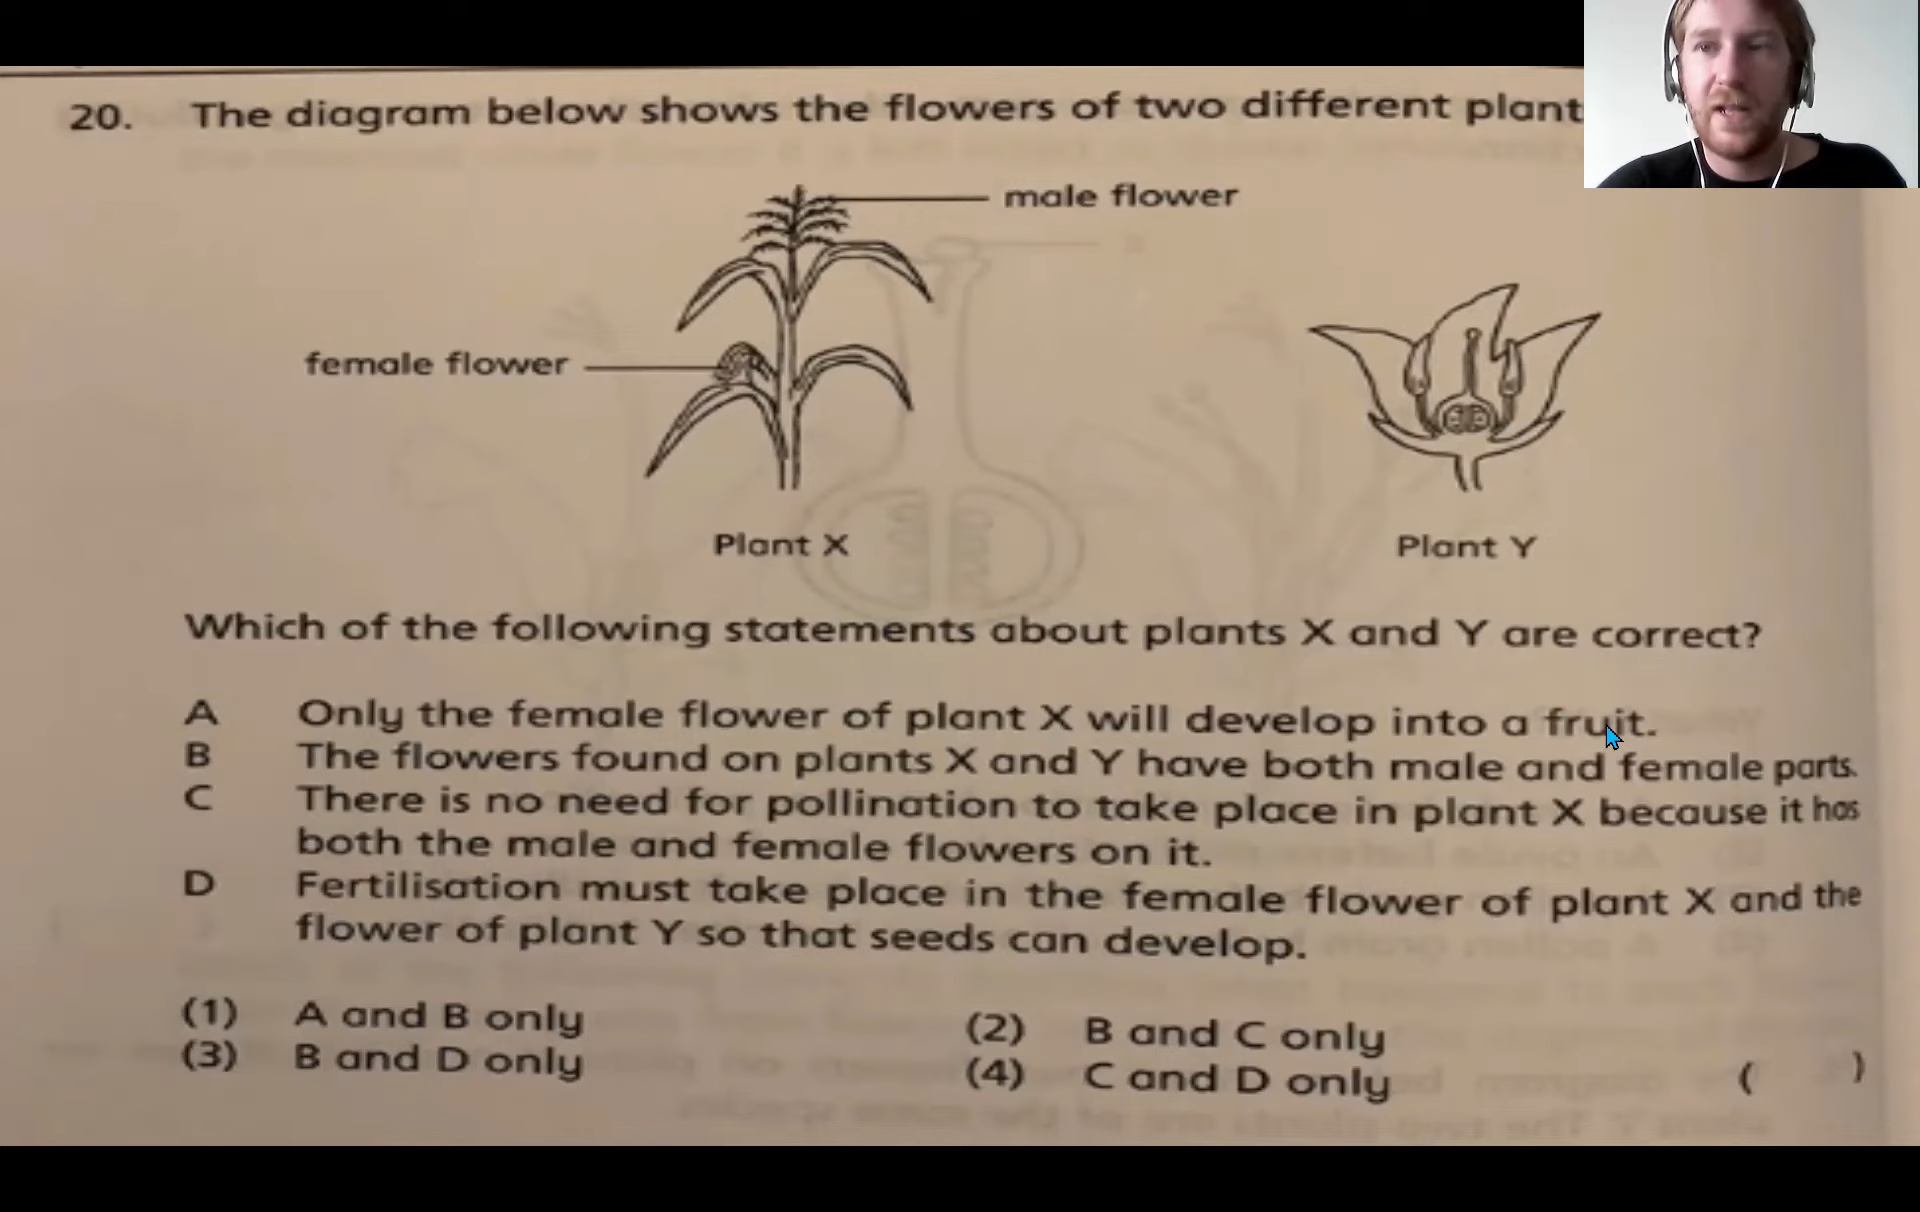 20. The diagram below shows the flowers of two different plant
male flower
female flower
Plant X
Plant Y
Which of the following statements about plants X and Y are correct?
A Only the female flower of plant X will develop into a fruit.
B The flowers found on plants X and Y have both male and female parts.
C There is no need for pollination to take place in plant X because it has
both the male and female flowers on it.
D Fertilisation must take place in the female flower of plant X and the
flower of plant Y so that seeds can develop.
(1) A and B only (2) B and C only
(3) B and D only (4) C and D only ( )